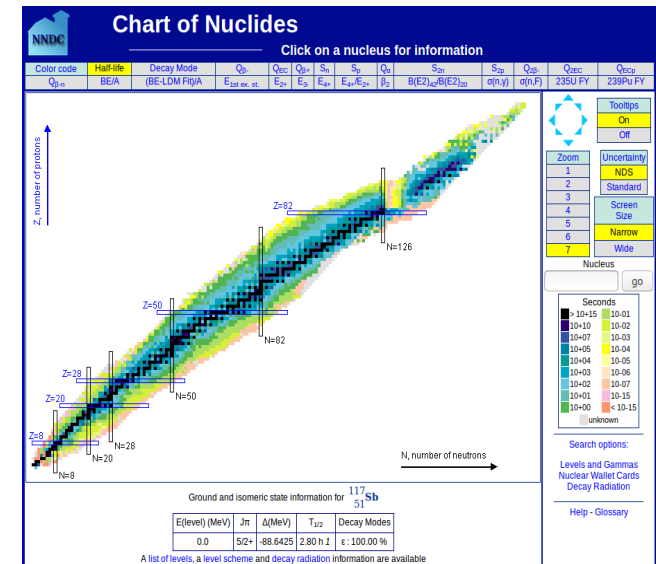 NNDC
Chart of Nuclides
Click on a nucleus for information
Color code Half-life Decay Mode Qβ- QEC Qβ+ Sn Sp Qα S2n S2p Q2β- Q2EC QECp
Qβ-n BE/A (BE-LDM Fit)/A E1st ex. st. E2+ E3- E4+ E4+/E2+ β2 B(E2)42/B(E2)20 σ(n,γ) σ(n,F) 235U FY 239Pu FY
Z, number of protons
Z=82
N=126
Z=50
N=82
Z=28
N=50
Z=20
N=28
Z=8
N=20
N=8
N, number of neutrons
Tooltips
On
Off
Zoom
1
2
3
4
5
6
7
Uncertainty
NDS
Standard
Screen
Size
Narrow
Wide
Nucleus
go
Seconds
> 10+15 10-01
10+10 10-02
10+07 10-03
10+05 10-04
10+04 10-05
10+03 10-06
10+02 10-07
10+01 10-15
10+00 < 10-15
unknown
Search options:
Levels and Gammas
Nuclear Wallet Cards
Decay Radiation
Help - Glossary
Ground and isomeric state information for 117 51 Sb
E(level) (MeV) Jπ Δ(MeV) T1/2 Decay Modes
0.0 5/2+ -88.6425 2.80 h 1 ε : 100.00 %
A list of levels, a level scheme and decay radiation information are available